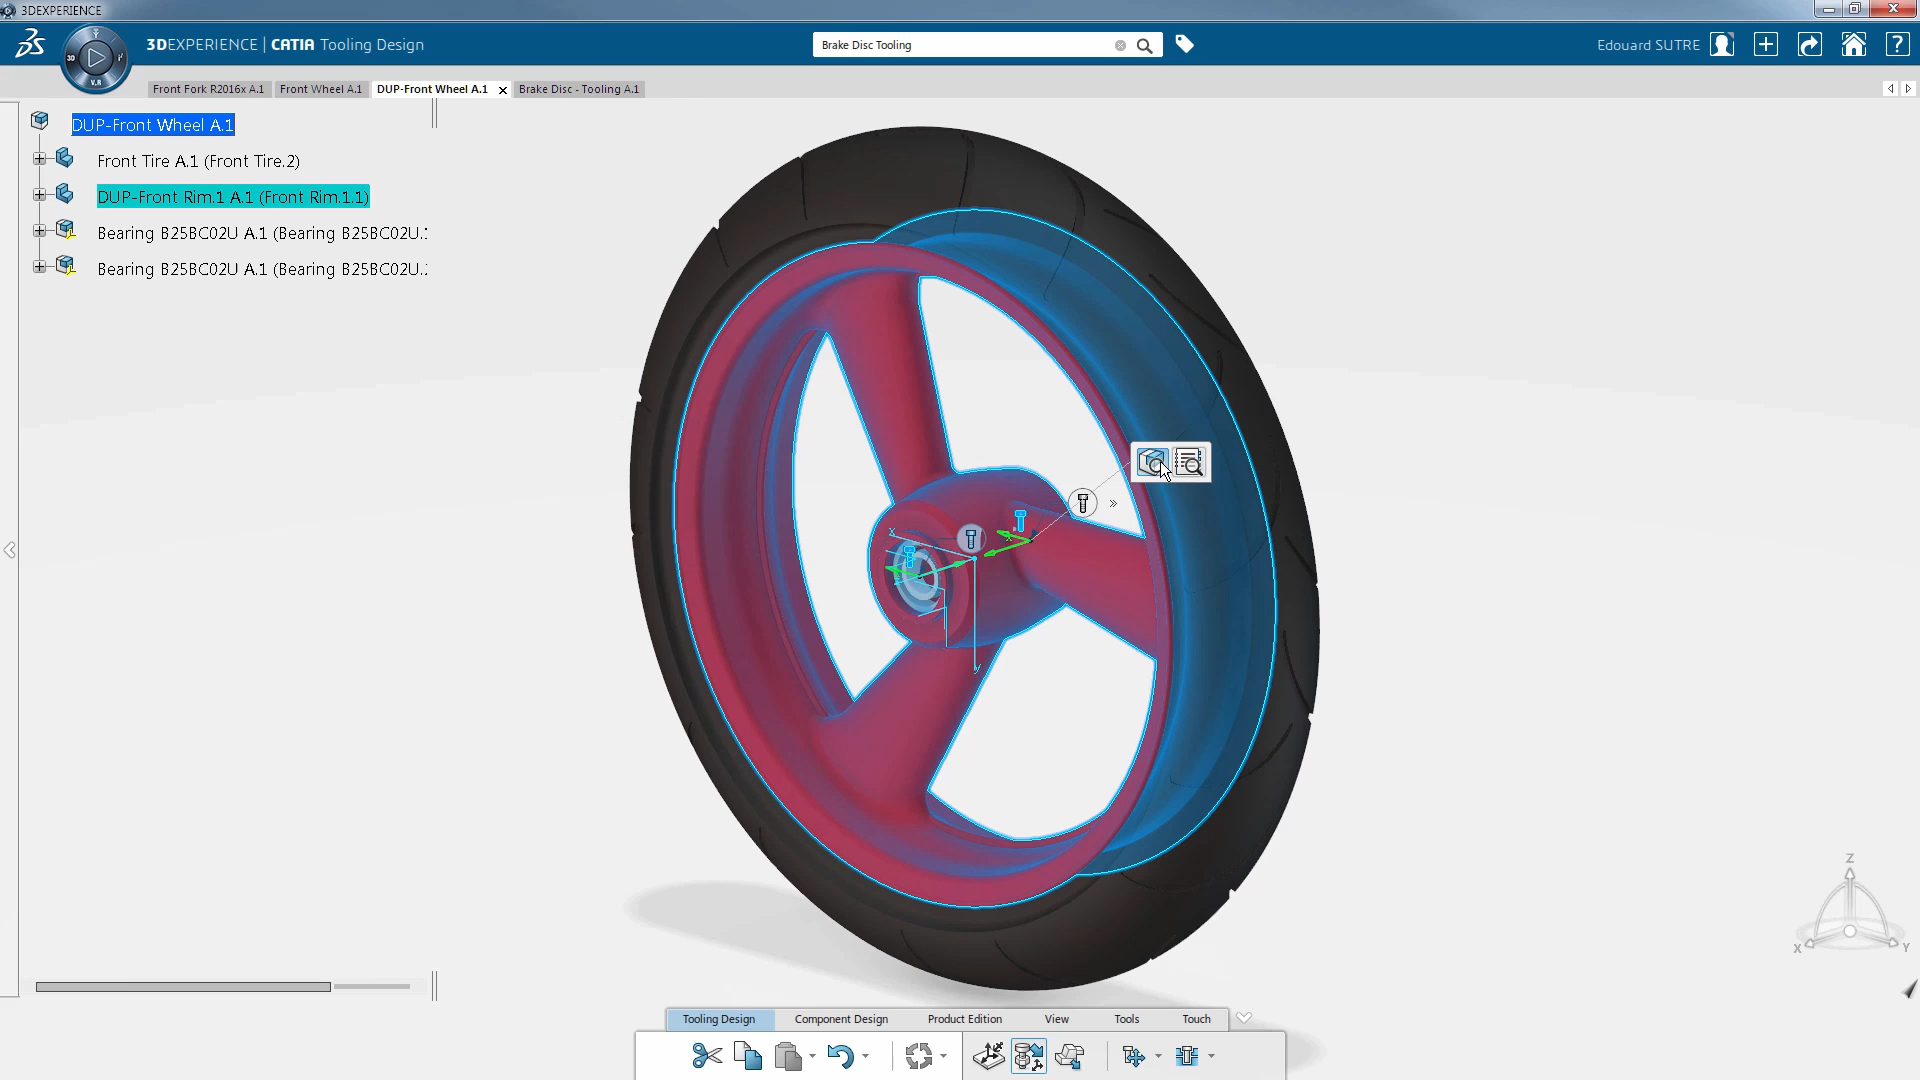 3DEXPERIENCE
3DEXPERIENCE | CATIA Tooling Design
Brake Disc Tooling
Edouard SUTRE
3D
V.R
Front Fork R2016x A.1
Front Wheel A.1
DUP-Front Wheel A.1
Brake Disc - Tooling A.1
DUP-Front Wheel A.1
Front Tire A.1 (Front Tire.2)
DUP-Front Rim.1 A.1 (Front Rim.1.1)
Bearing B25BC02U A.1 (Bearing B25BC02U.
Bearing B25BC02U A.1 (Bearing B25BC02U.
x
y
Z
X
Y
Tooling Design
Component Design
Product Edition
View
Tools
Touch